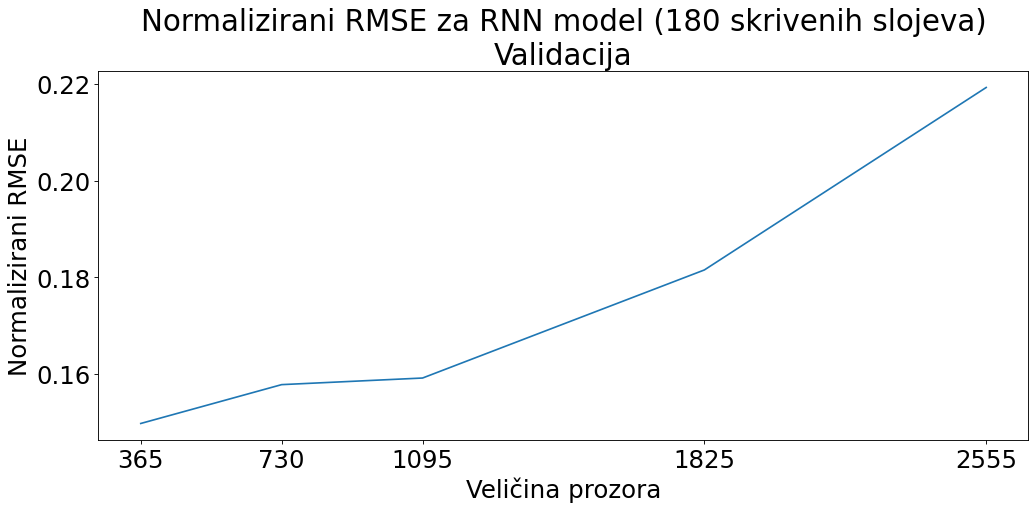 Normalizirani RMSE za RNN model (180 skrivenih slojeva)
Validacija
Normalizirani RMSE
0.22
0.20
0.18
0.16
365 730 1095 1825 2555
Veličina prozora